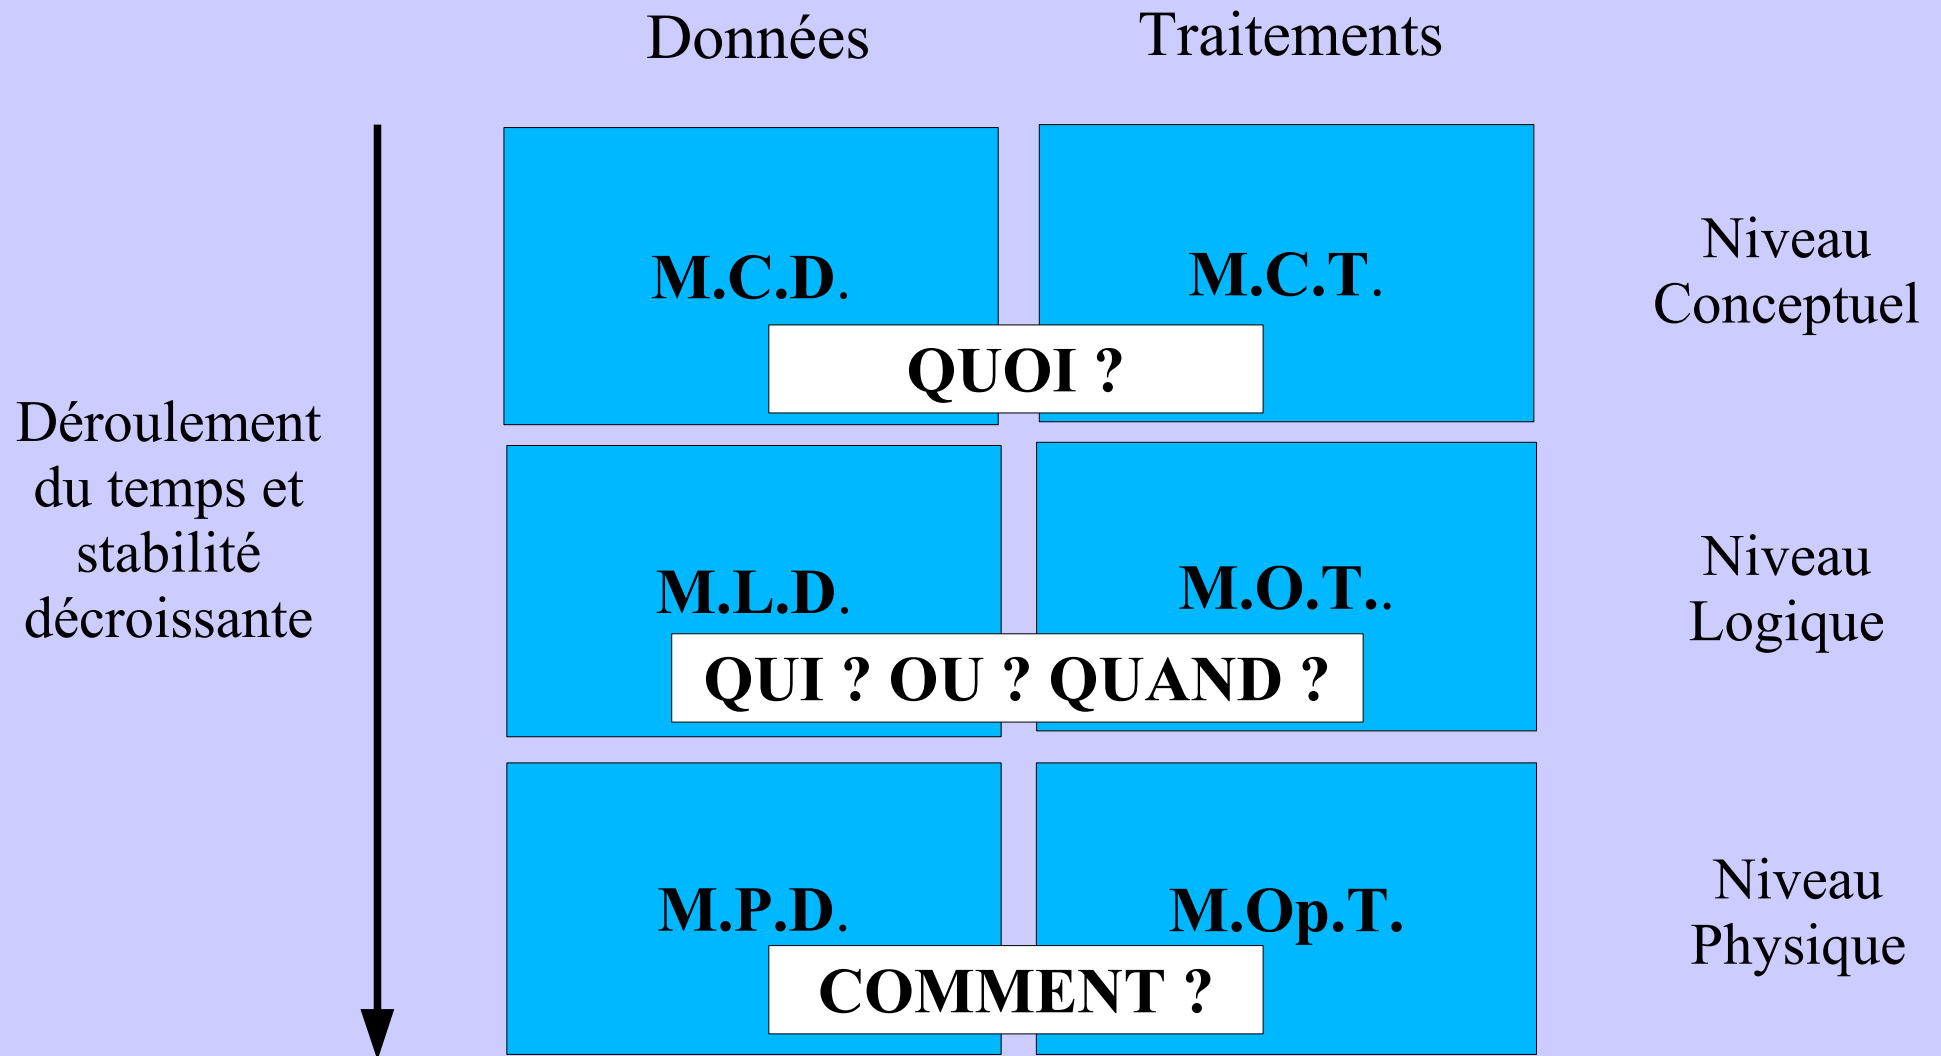 Données
Traitements
M.C.D.
M.C.T.
QUOI ?
Niveau
Conceptuel
Déroulement
du temps et
stabilité
décroissante
M.L.D.
M.O.T..
QUI ? OU ? QUAND ?
Niveau
Logique
M.P.D.
M.Op.T.
COMMENT ?
Niveau
Physique